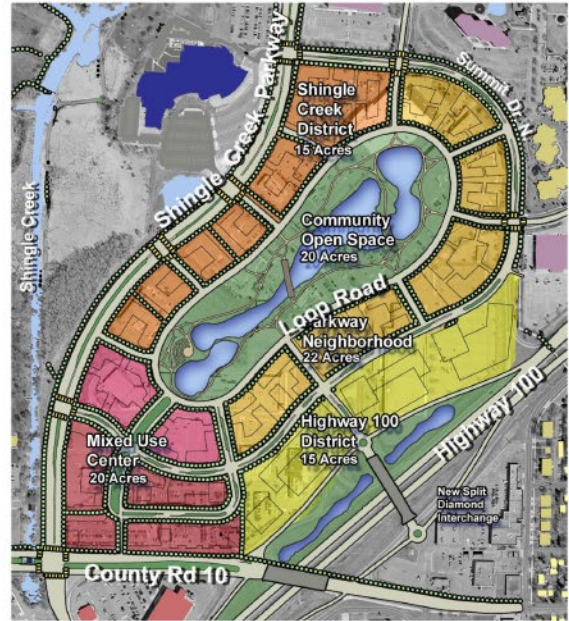 Shingle Creek Parkway
Summit Dr. N.
Shingle
Creek
District
15 Acres
Shingle Creek
Shingle Creek
Community
Open Space
20 Acres
Loop Road
Parkway
Neighborhood
22 Acres
Highway 100
District
15 Acres
Highway 100
Mixed Use
Center
20 Acres
New Split
Diamond
Interchange
County Rd 10